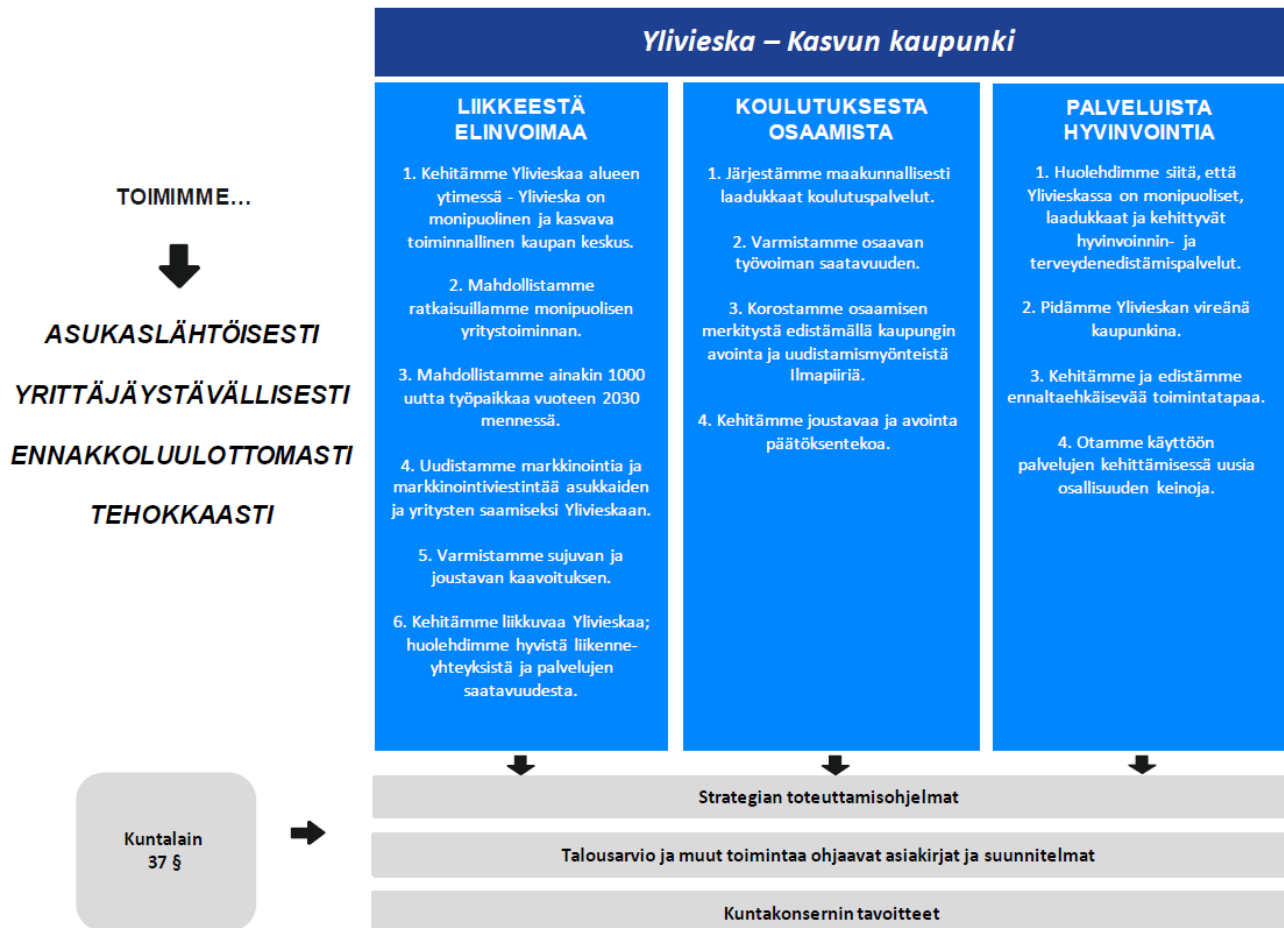 Ylivieska – Kasvun kaupunki
TOIMIMME...
ASUKASLÄHTÖISESTI
YRITTÄJÄYSTÄVÄLLISESTI
ENNAKKOLUULOTTOMASTI
TEHOKKAASTI
LIIKKEESTÄ
ELINVOIMAA
1. Kehitämme Ylivieskaa alueen
ytimessä - Ylivieska on
monipuolinen ja kasvava
toiminnallinen kaupan keskus.
2. Mahdollistamme
ratkaisuillamme monipuolisen
yritystoiminnan.
3. Mahdollistamme ainakin 1000
uutta työpaikkaa vuoteen 2030
mennessä.
4. Uudistamme markkinointia ja
markkinointiviestintää asukkaiden
ja yritysten saamiseksi Ylivieskaan.
5. Varmistamme sujuvan ja
joustavan kaavoituksen.
6. Kehitämme liikkuvaa Ylivieskaa;
huolehdimme hyvistä liikenne-
yhteyksistä ja palvelujen
saatavuudesta.
KOULUTUKSESTA
OSAAMISTA
1. Järjestämme maakunnallisesti
laadukkaat koulutuspalvelut.
2. Varmistamme osaavan
työvoiman saatavuuden.
3. Korostamme osaamisen
merkitystä edistämällä kaupungin
avointa ja uudistamismyönteistä
Ilmapiiriä.
4. Kehitämme joustavaa ja avointa
päätöksentekoa.
PALVELUISTA
HYVINVOINTIA
1. Huolehdimme siitä, että
Ylivieskassa on monipuoliset,
laadukkaat ja kehittyvät
hyvinvoinnin- ja
terveydenedistämispalvelut.
2. Pidämme Ylivieskan vireänä
kaupunkina.
3. Kehitämme ja edistämme
ennaltaehkäisevää toimintatapaa.
4. Otamme käyttöön
palvelujen kehittämisessä uusia
osallisuuden keinoja.
Kuntalain
37 §
Strategian toteuttamisohjelmat
Talousarvio ja muut toimintaa ohjaavat asiakirjat ja suunnitelmat
Kuntakonsernin tavoitteet